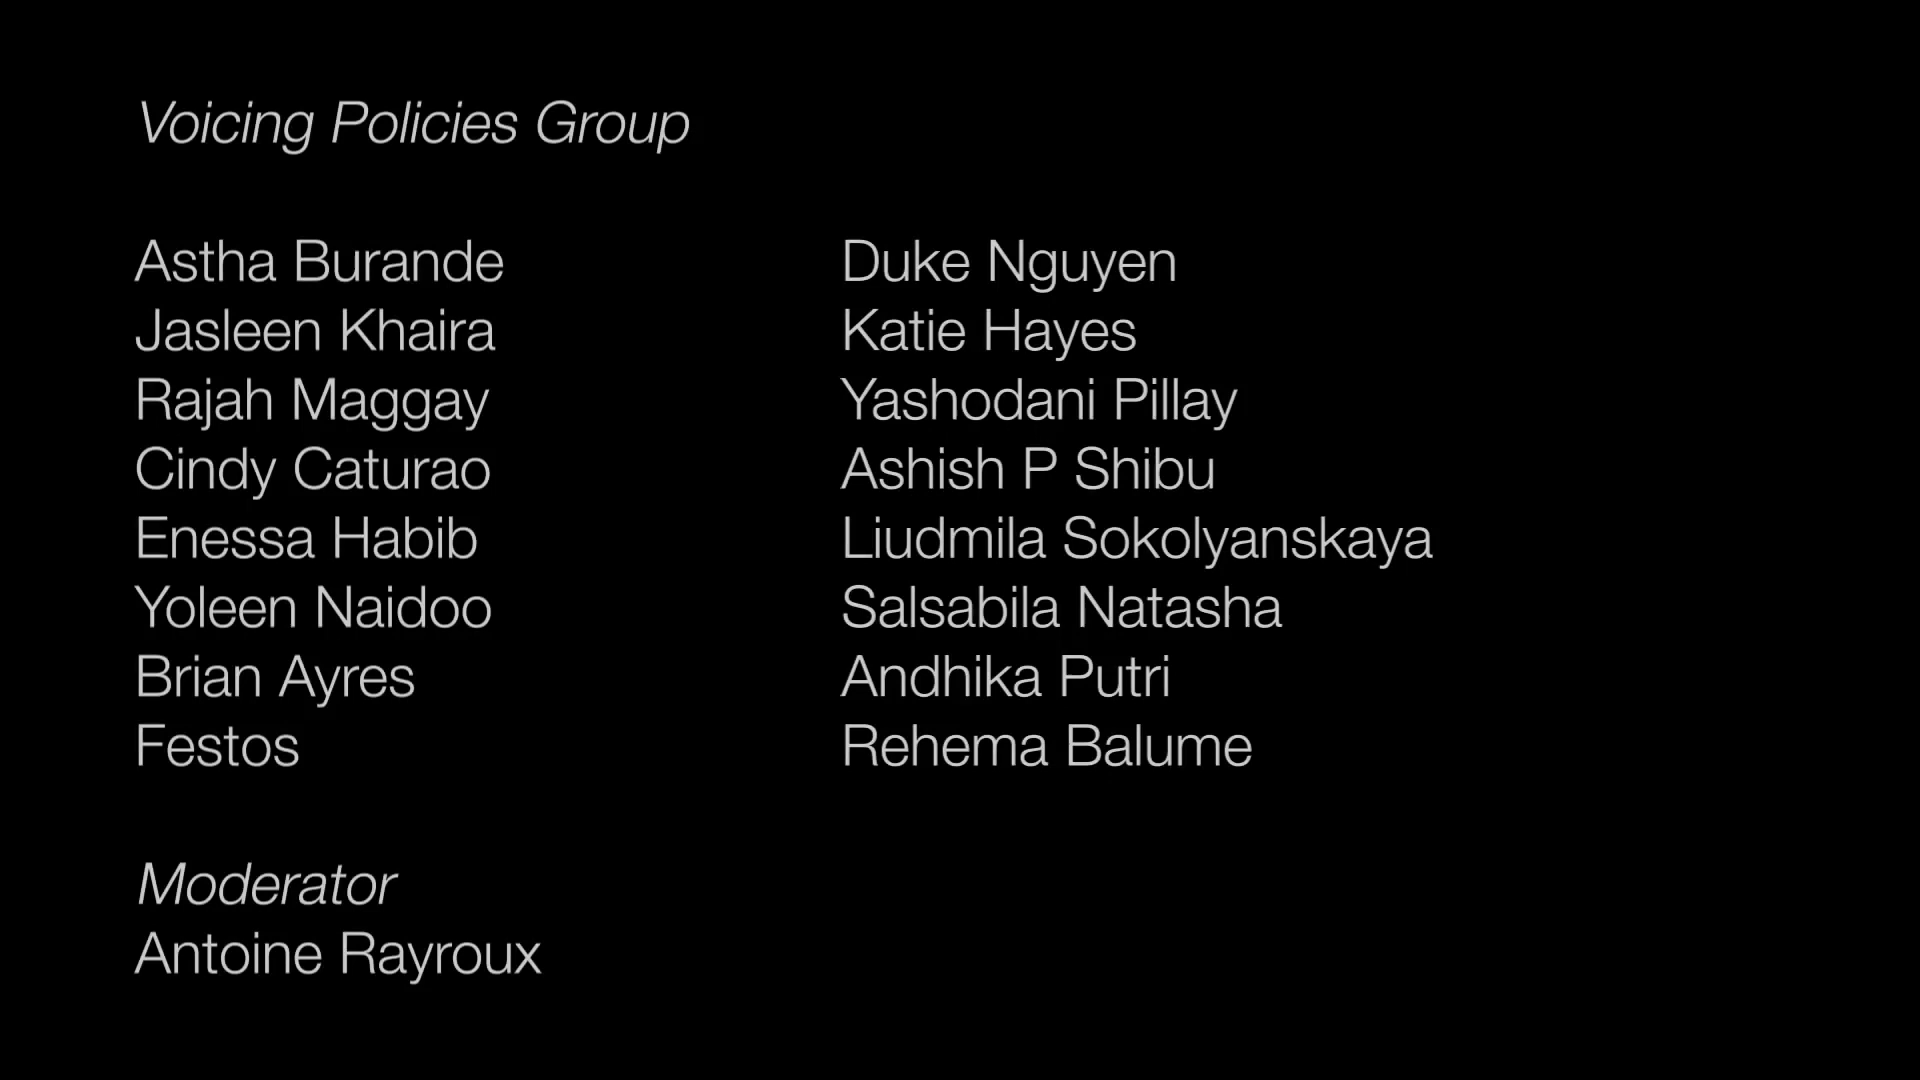 Voicing Policies Group
Astha Burande
Jasleen Khaira
Rajah Maggay
Cindy Caturao
Enessa Habib
Yoleen Naidoo
Brian Ayres
Festos
Duke Nguyen
Katie Hayes
Yashodani Pillay
Ashish P Shibu
Liudmila Sokolyanskaya
Salsabila Natasha
Andhika Putri
Rehema Balume
Moderator
Antoine Rayroux